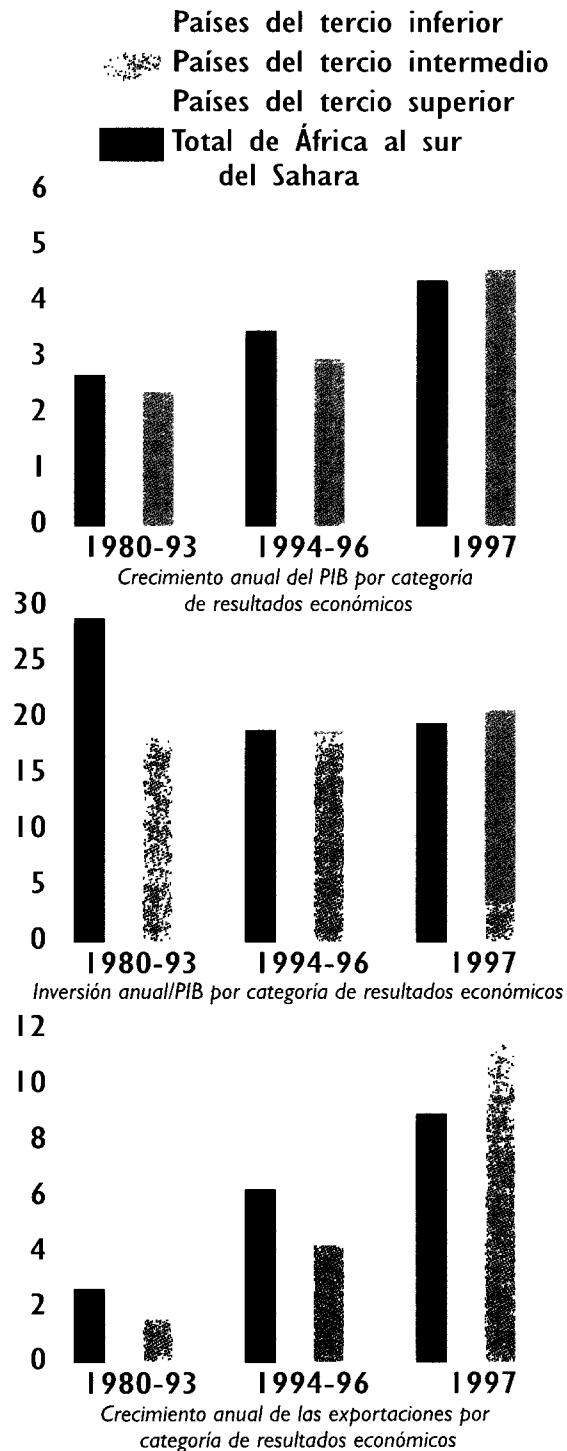 Países del tercio inferior
Países del tercio intermedio
Países del tercio superior
Total de África al sur
del Sahara
6
5
4
3
2
1
0
1980-93 1994-96 1997
Crecimiento anual del PIB por categoría
de resultados económicos
30
25
20
15
10
5
0
1980-93 1994-96 1997
Inversión anual/PIB por categoría de resultados económicos
12
10
8
6
4
2
0
1980-93 1994-96 1997
Crecimiento anual de las exportaciones por
categoría de resultados económicos